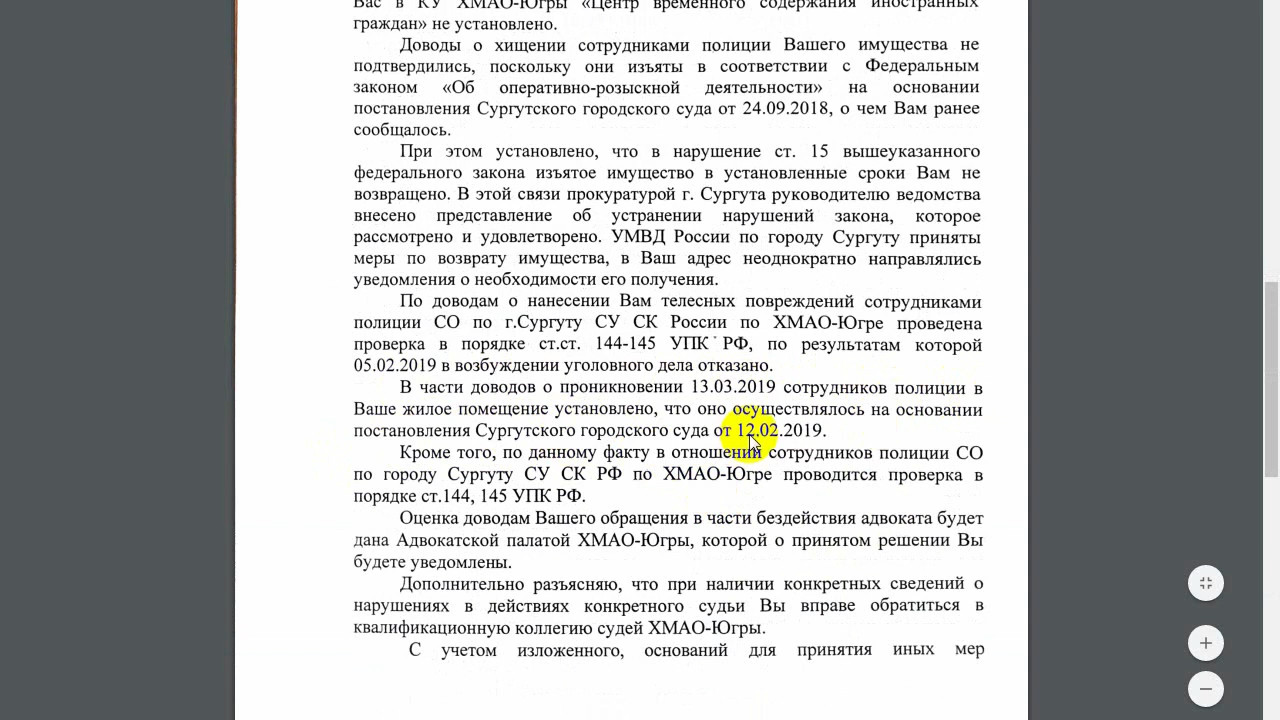 Вас в КУ ХМАО-Югры «Центр временного содержания иностранных
граждан» не установлено.
Доводы о хищении сотрудниками полиции Вашего имущества не
подтвердились, поскольку они изъяты в соответствии с Федеральным
законом «Об оперативно-розыскной деятельности» на основании
постановления Сургутского городского суда от 24.09.2018, о чем Вам ранее
сообщалось.
При этом установлено, что в нарушение ст. 15 вышеуказанного
федерального закона изъятое имущество в установленные сроки Вам не
возвращено. В этой связи прокуратурой г. Сургута руководителю ведомства
внесено представление об устранении нарушений закона, которое
рассмотрено и удовлетворено. УМВД России по городу Сургуту приняты
меры по возврату имущества, в Ваш адрес неоднократно направлялись
уведомления о необходимости его получения.
По доводам о нанесении Вам телесных повреждений сотрудниками
полиции СО по г.Сургуту СУ СК России по ХМАО-Югре проведена
проверка в порядке ст.ст. 144-145 УПК РФ, по результатам которой
05.02.2019 в возбуждении уголовного дела отказано.
В части доводов о проникновении 13.03.2019 сотрудников полиции в
Ваше жилое помещение установлено, что оно осуществлялось на основании
постановления Сургутского городского суда от 12.02.2019.
Кроме того, по данному факту в отношении сотрудников полиции СО
по городу Сургуту СУ СК РФ по ХМАО-Югре проводится проверка в
порядке ст.144, 145 УПК РФ.
Оценка доводам Вашего обращения в части бездействия адвоката будет
дана Адвокатской палатой ХМАО-Югры, которой о принятом решении Вы
будете уведомлены.
Дополнительно разъясняю, что при наличии конкретных сведений о
нарушениях в действиях конкретного судьи Вы вправе обратиться в
квалификационную коллегию судей ХМАО-Югры.
С учетом изложенного, оснований для принятия иных мер